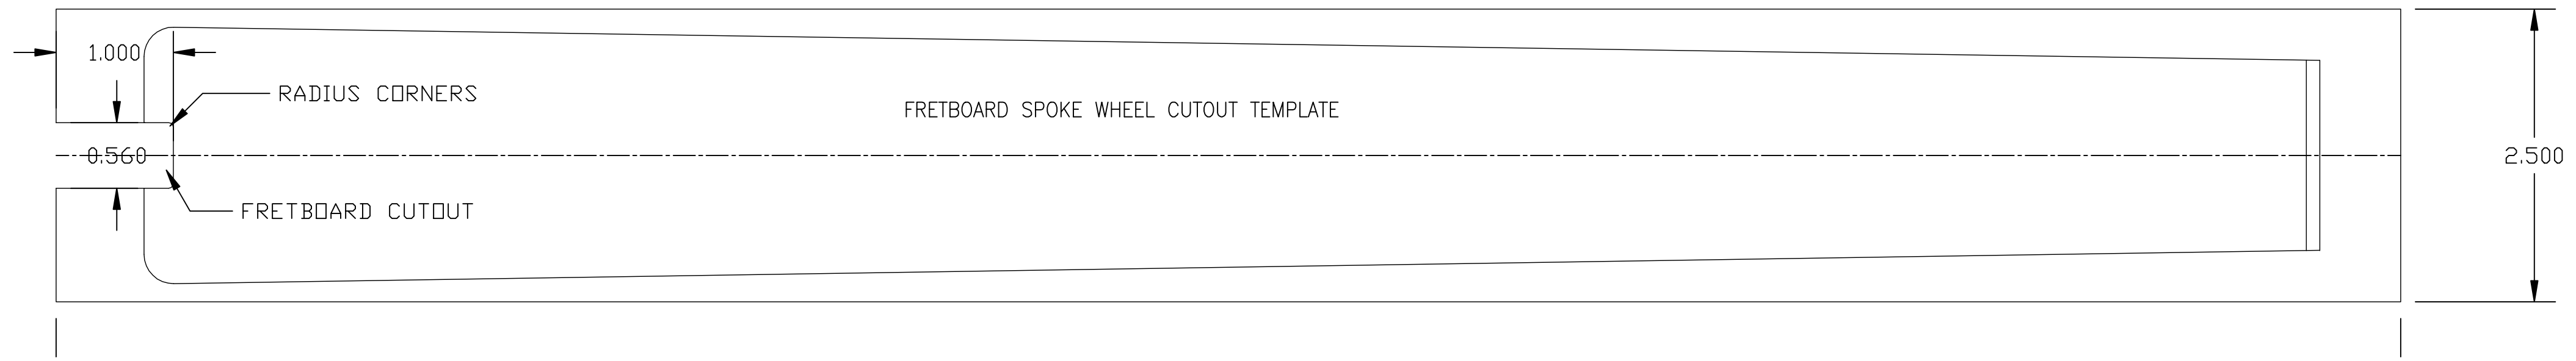 1.000
RADIUS CORNERS
FRETBOARD SPOKE WHEEL CUTOUT TEMPLATE
0.560
2.500
FRETBOARD CUTOUT